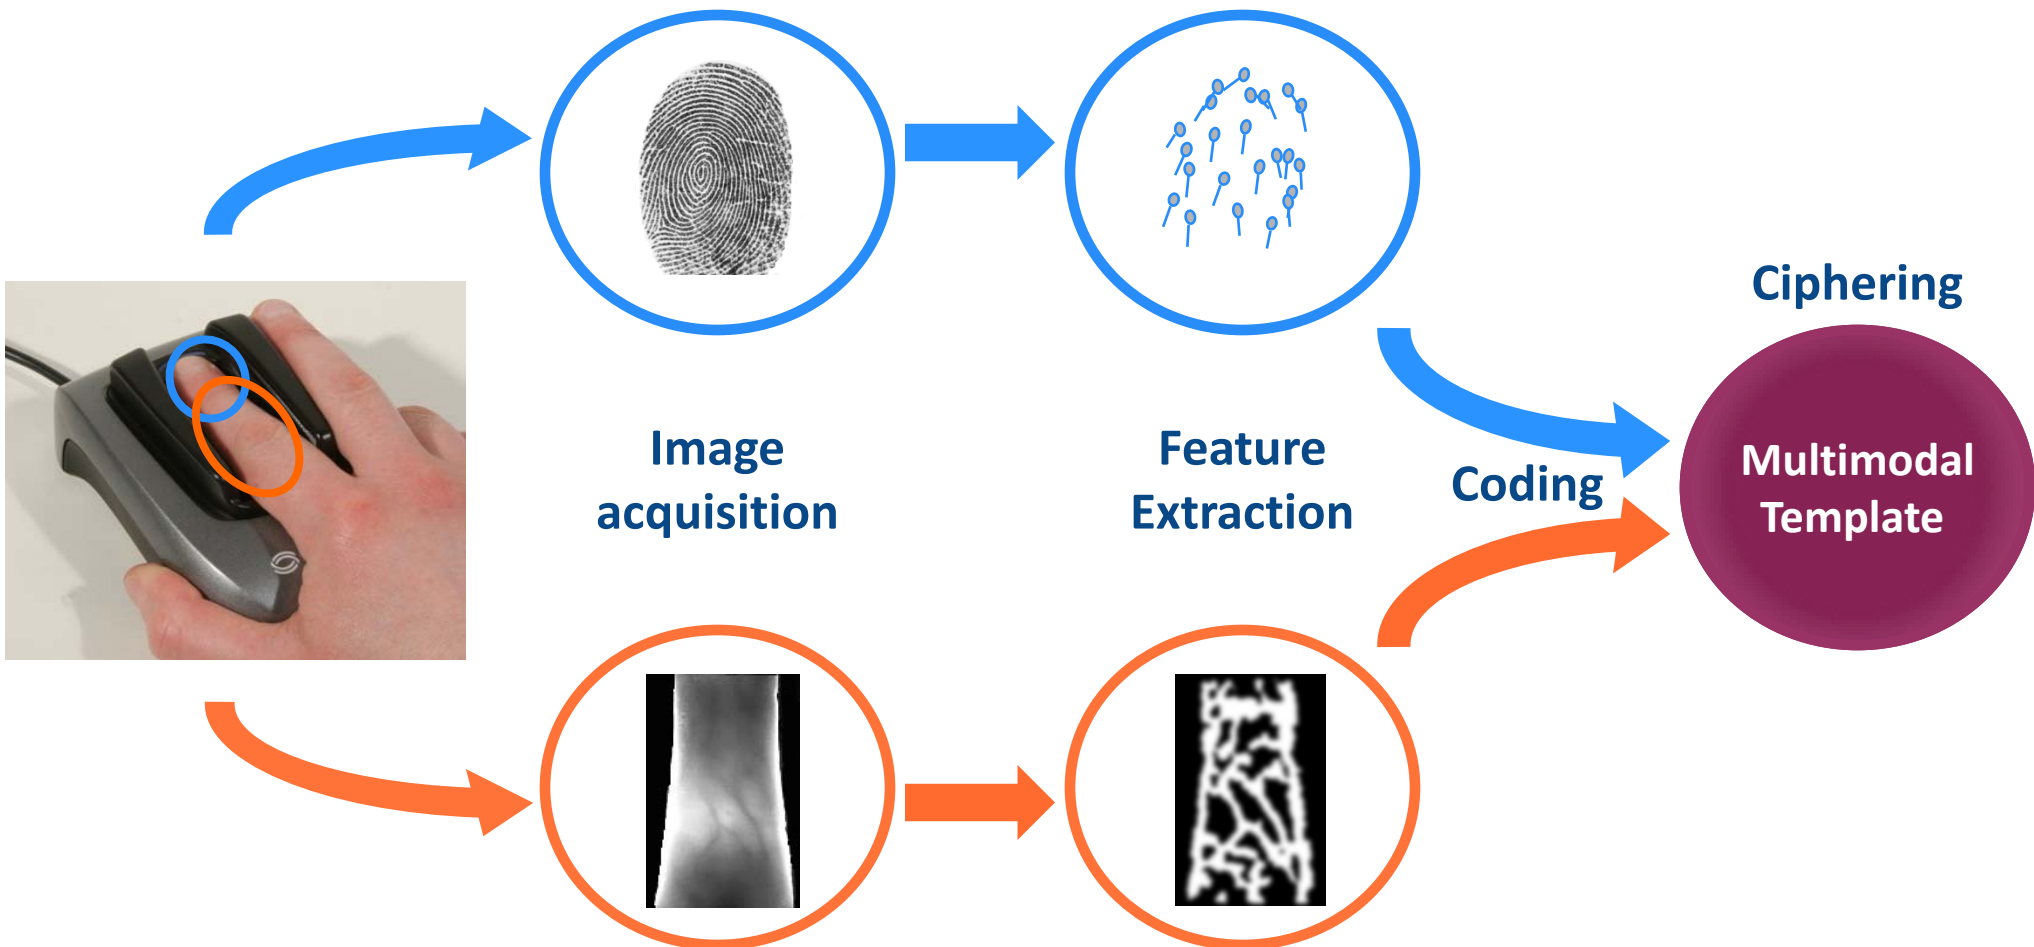 Ciphering
Image
acquisition
Feature
Extraction
Coding
Multimodal
Template